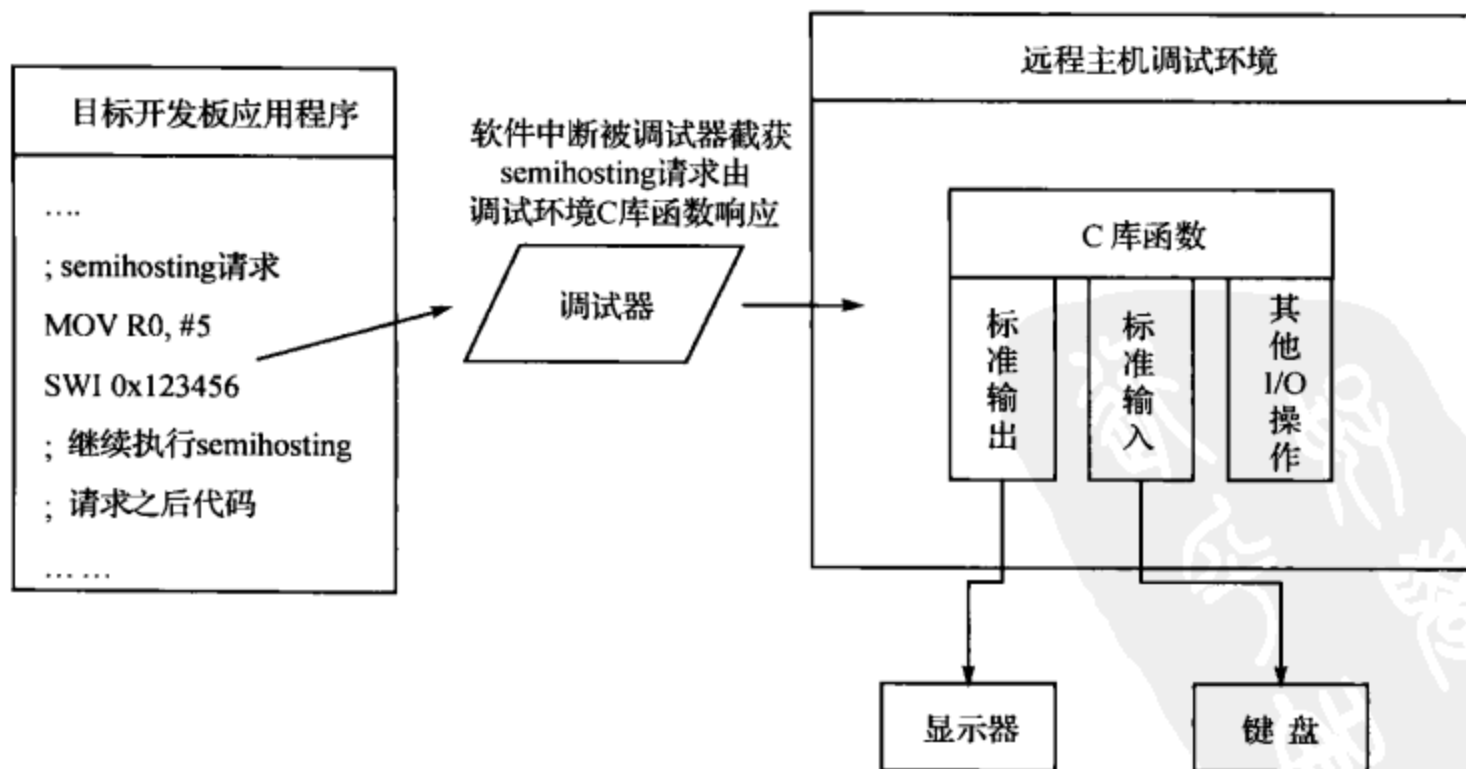 目标开发板应用程序
….
; semihosting请求
MOV R0, #5
SWI 0x123456
; 继续执行semihosting
; 请求之后代码
… …
软件中断被调试器截获
semihosting请求由
调试环境C库函数响应
调试器
远程主机调试环境
C 库函数
标准输出
标准输入
其他I/O操作
显示器
键 盘